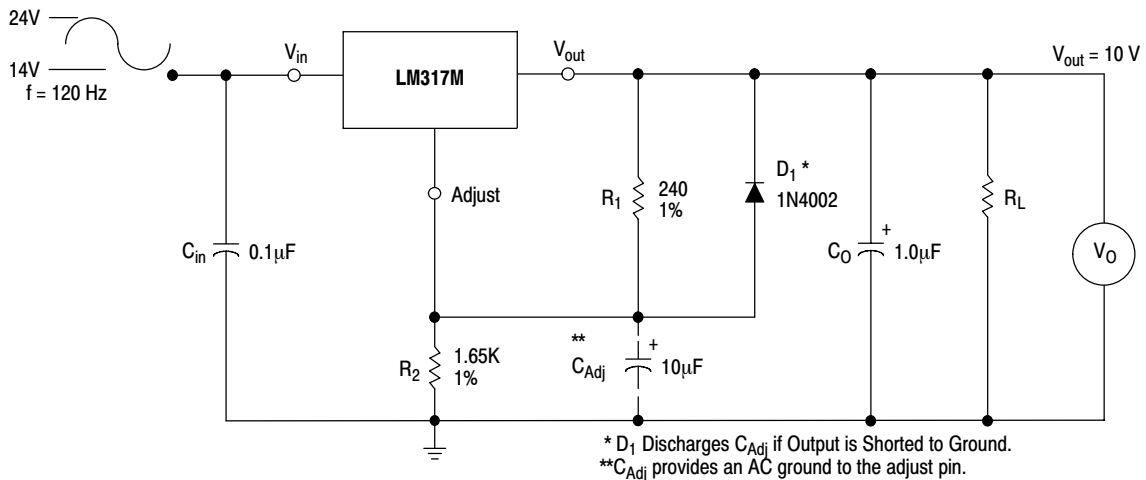 24V
14V
f = 120 Hz
Vin
LM317M
Vout
Vout = 10 V
Adjust
R1
240
1%
D1 *
1N4002
RL
Cin
0.1µF
CO
+
1.0µF
VO
R2
1.65K
1%
**
CAdj
+
10µF
* D1 Discharges CAdj if Output is Shorted to Ground.
**CAdj provides an AC ground to the adjust pin.